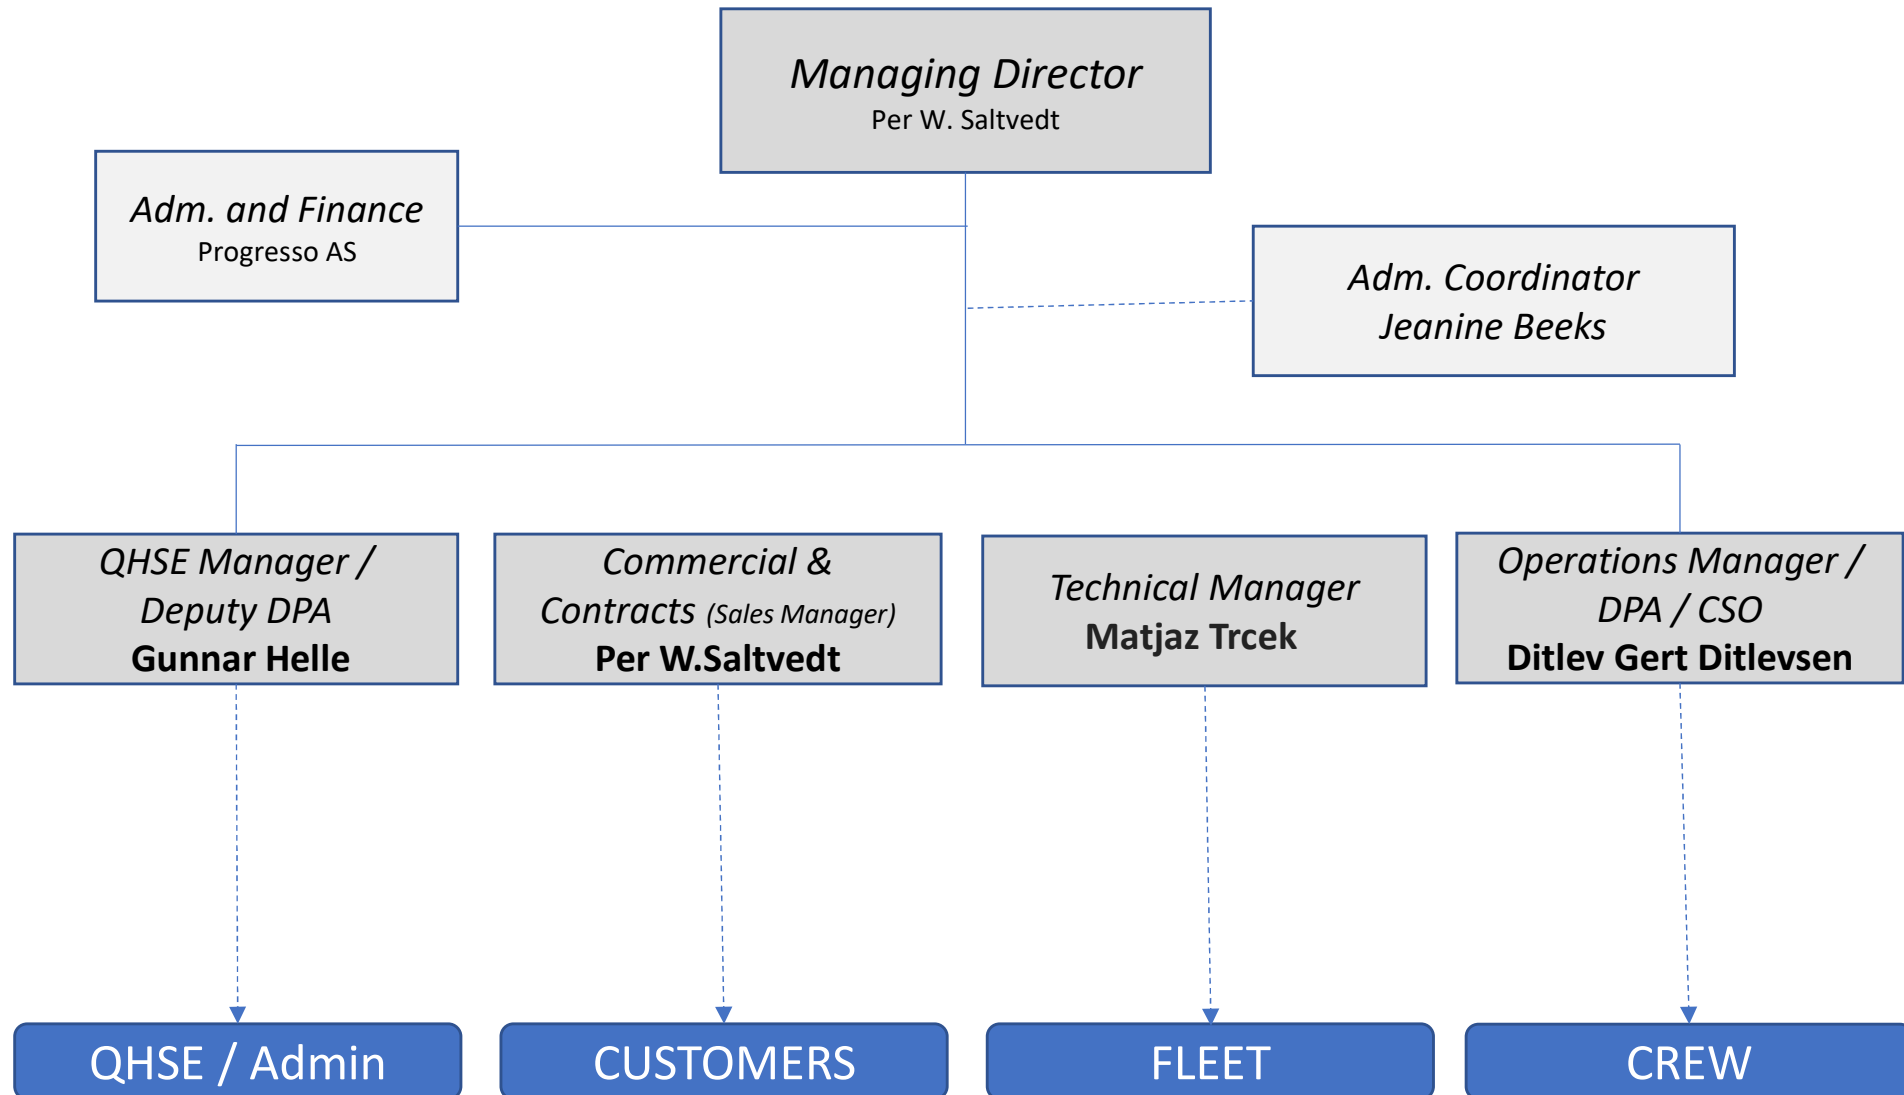 Managing Director
Per W. Saltvedt
Adm. and Finance
Progresso AS
Adm. Coordinator
Jeanine Beeks
QHSE Manager /
Deputy DPA
Gunnar Helle
Commercial &
Contracts (Sales Manager)
Per W.Saltvedt
Technical Manager
Matjaz Trcek
Operations Manager /
DPA / CSO
Ditlev Gert Ditlevsen
QHSE / Admin
CUSTOMERS
FLEET
CREW